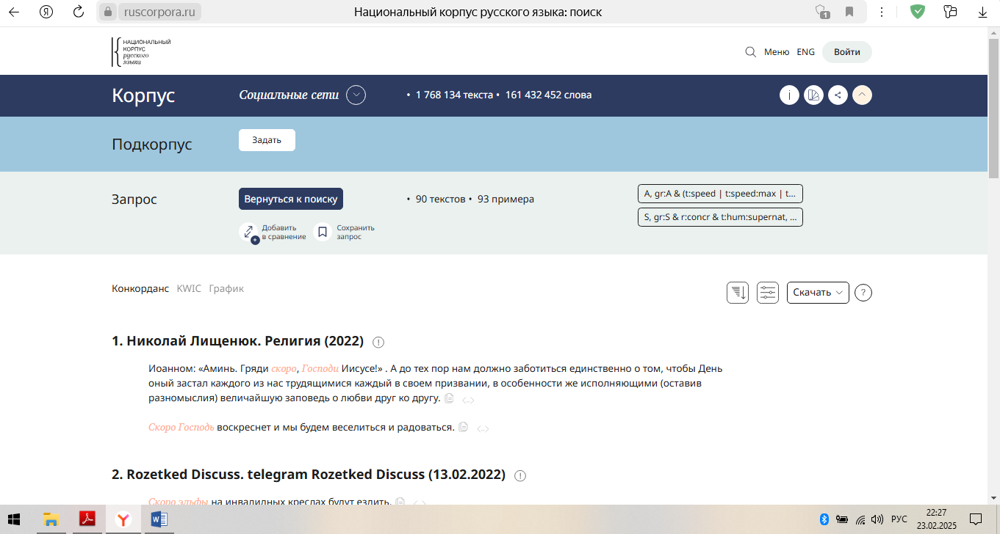 ruscorpora.ru
Национальный корпус русского языка: поиск
1
НАЦИОНАЛЬНЫЙ
КОРПУС
русского
языка
Меню ENG Войти
Корпус Социальные сети • 1 768 134 текста • 161 432 452 слова
Подкорпус Задать
Запрос Вернуться к поиску • 90 текстов • 93 примера
A, gr:A & (t:speed | t:speed:max | t...
S, gr:S & r:concr & t:hum:supernat, ...
Добавить
в сравнение
Сохранить
запрос
Конкорданс KWIC График
Скачать ?
1. Николай Лищенюк. Религия (2022)
Иоанном: «Аминь. Гряди скоро, Господи Иисусе!» . А до тех пор нам должно заботиться единственно о том, чтобы День
оный застал каждого из нас трудящимися каждый в своем призвании, в особенности же исполняющими (оставив
разномыслия) величайшую заповедь о любви друг ко другу.
Скоро Господь воскреснет и мы будем веселиться и радоваться.
2. Rozetked Discuss. telegram Rozetked Discuss (13.02.2022)
Скоро эльфы на инвалидных креслах будут ездить.
РУС
22:27
23.02.2025